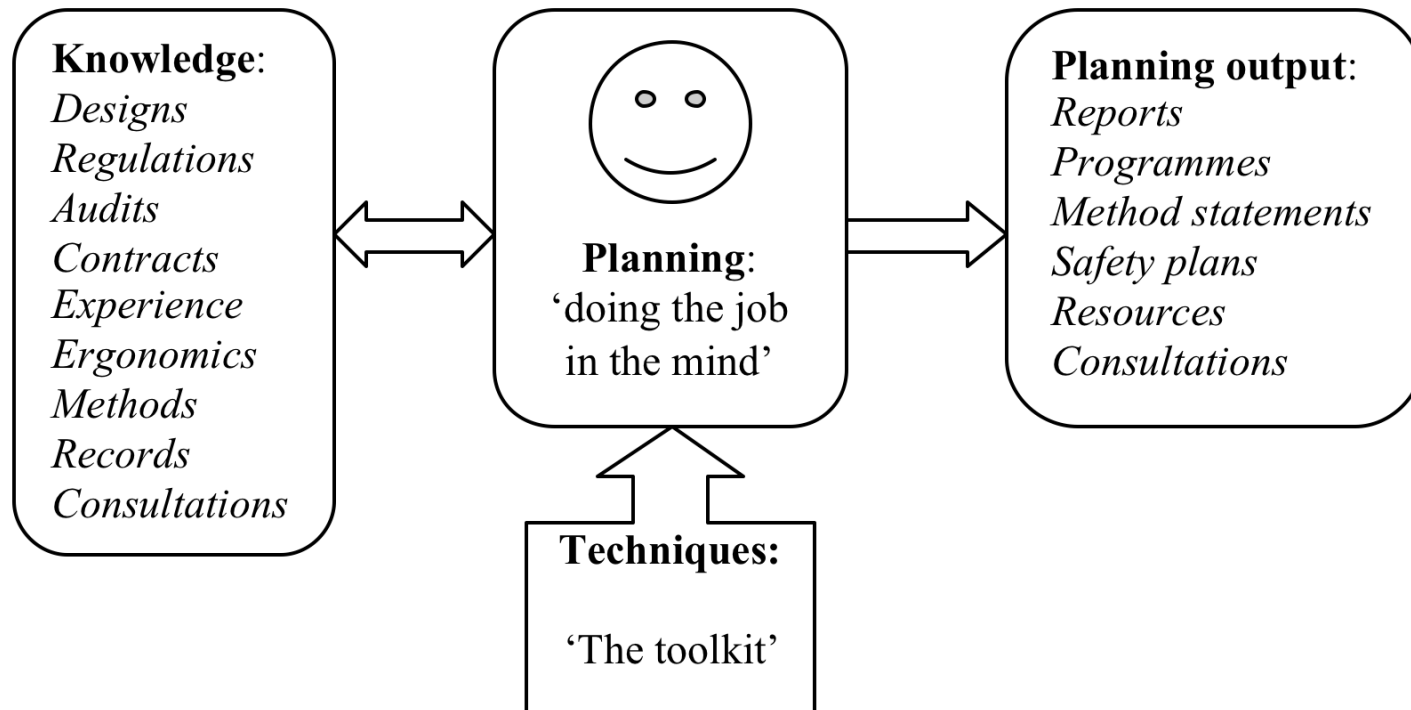 Knowledge:
Designs
Regulations
Audits
Contracts
Experience
Ergonomics
Methods
Records
Consultations
Planning:
‘doing the job
in the mind’
Techniques:
‘The toolkit’
Planning output:
Reports
Programmes
Method statements
Safety plans
Resources
Consultations